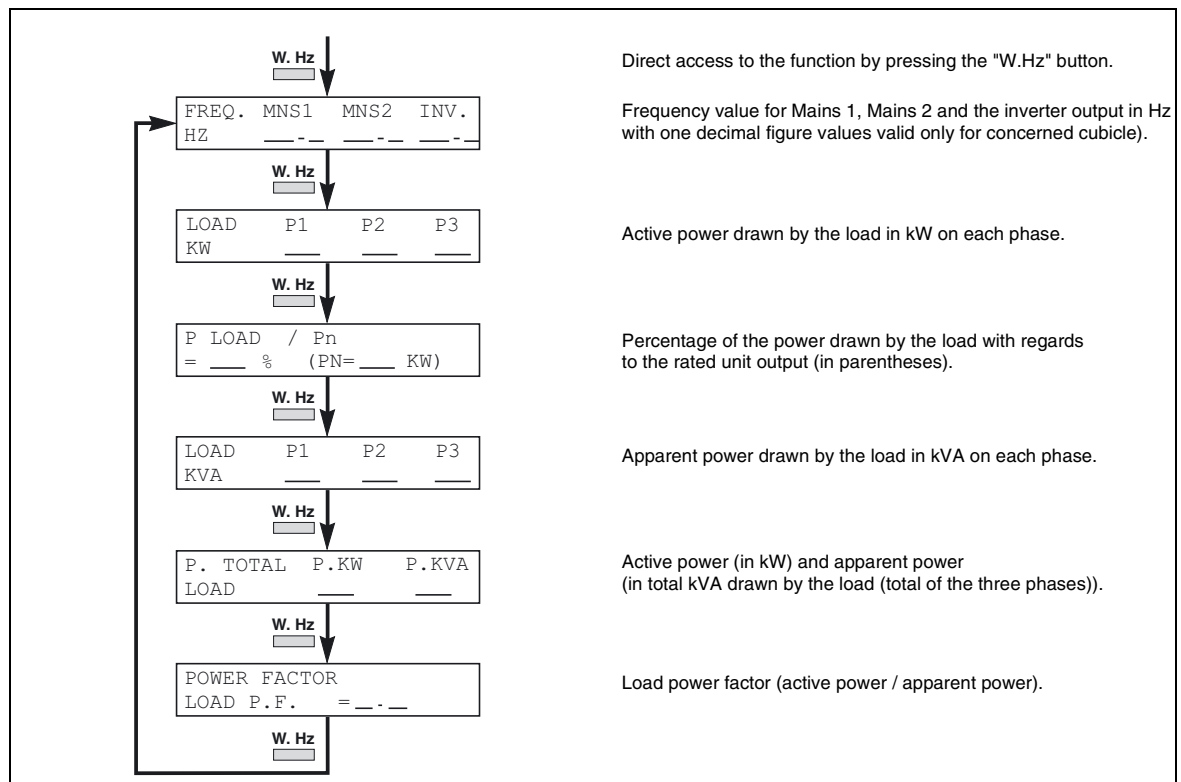 W. Hz
Direct access to the function by pressing the "W.Hz" button.
FREQ. MNS1 MNS2 INV.
HZ __-_ __-_ __-_
Frequency value for Mains 1, Mains 2 and the inverter output in Hz
with one decimal figure values valid only for concerned cubicle).
W. Hz
LOAD P1 P2 P3
KW ___ ___ ___
Active power drawn by the load in kW on each phase.
W. Hz
P LOAD / Pn
= ___ % (PN= ___ KW)
Percentage of the power drawn by the load with regards
to the rated unit output (in parentheses).
W. Hz
LOAD P1 P2 P3
KVA ___ ___ ___
Apparent power drawn by the load in kVA on each phase.
W. Hz
P. TOTAL P.KW P.KVA
LOAD ___ ___
Active power (in kW) and apparent power
(in total kVA drawn by the load (total of the three phases)).
W. Hz
POWER FACTOR
LOAD P.F. = _-_
Load power factor (active power / apparent power).
W. Hz